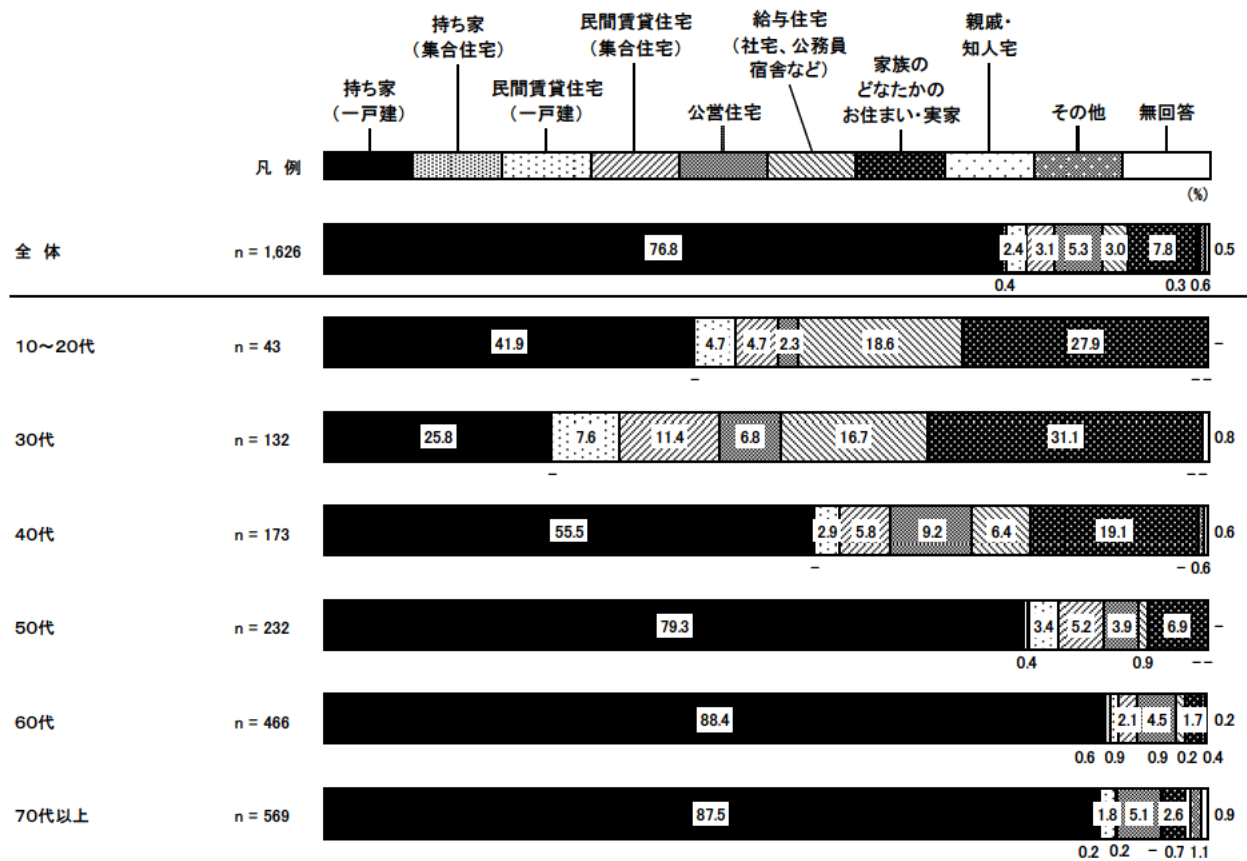 持ち家
（集合住宅）
民間賃貸住宅
（集合住宅）
給与住宅
（社宅、公務員
宿舎など）
親戚・
知人宅
持ち家
（一戸建）
民間賃貸住宅
（一戸建）
公営住宅
家族の
どなたかの
お住まい・実家
その他
無回答
凡 例
(%)
全 体 n = 1,626 76.8 2.4 3.1 5.3 3.0 7.8 0.5
0.4 0.3 0.6
10～20代 n = 43 41.9 4.7 4.7 2.3 18.6 27.9 -
- - -
30代 n = 132 25.8 7.6 11.4 6.8 16.7 31.1 0.8
- - -
40代 n = 173 55.5 2.9 5.8 9.2 6.4 19.1 0.6
- - 0.6
50代 n = 232 79.3 3.4 5.2 3.9 6.9 -
0.4 0.9 - -
60代 n = 466 88.4 2.1 4.5 1.7 0.2
0.6 0.9 0.9 0.2 0.4
70代以上 n = 569 87.5 1.8 5.1 2.6 0.9
0.2 0.2 - 0.7 1.1